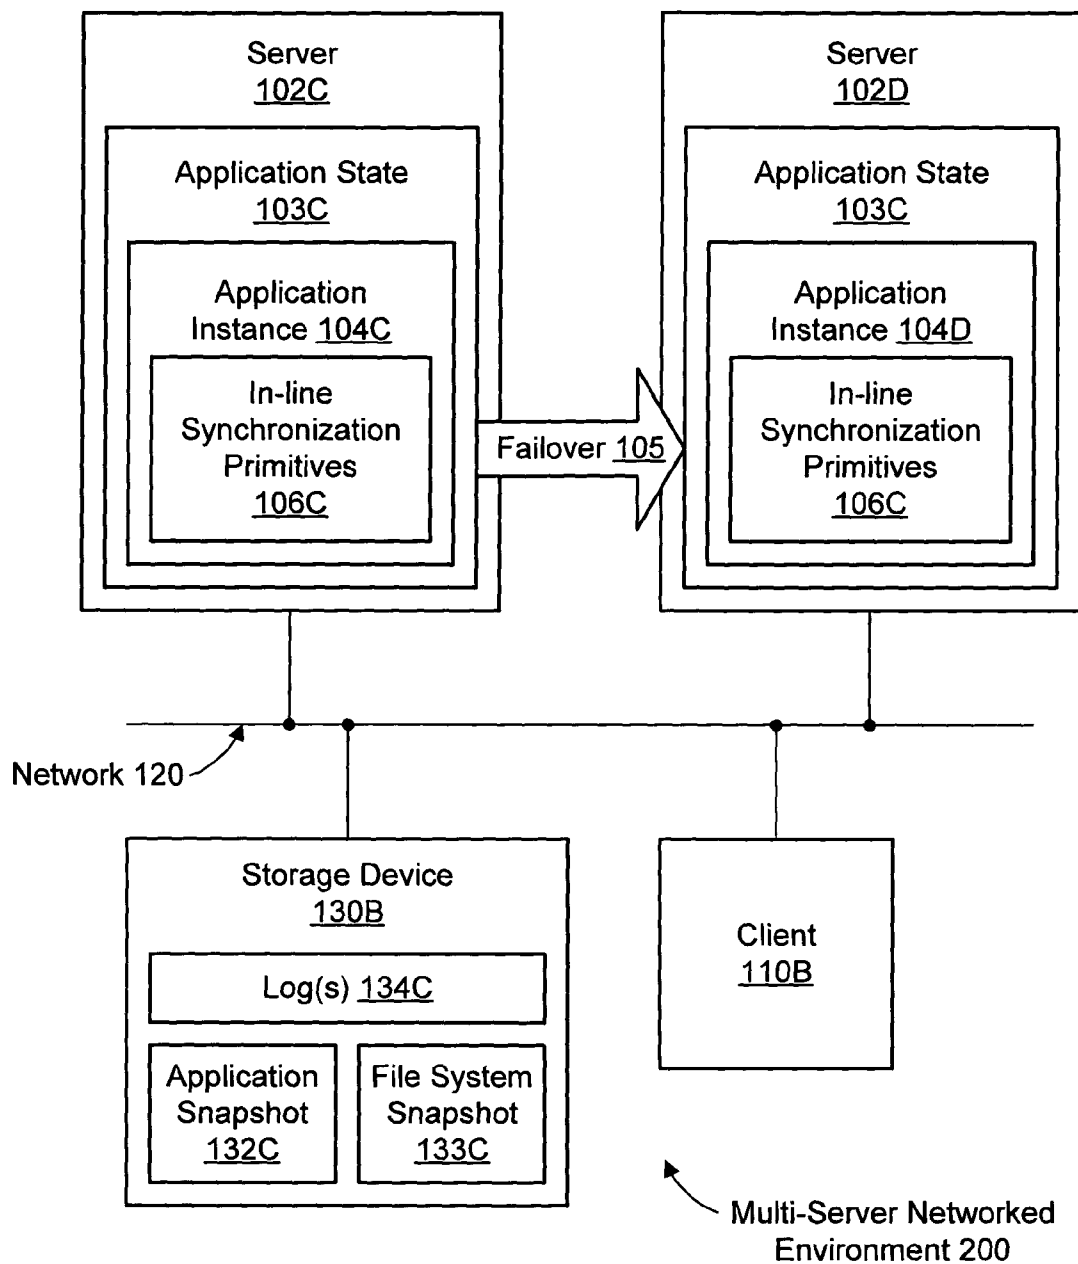 Server
102C
Application State
103C
Application
Instance 104C
In-line
Synchronization
Primitives
106C
Failover 105
Server
102D
Application State
103C
Application
Instance 104D
In-line
Synchronization
Primitives
106C
Network 120
Storage Device
130B
Log(s) 134C
Application
Snapshot
132C
File System
Snapshot
133C
Client
110B
Multi-Server Networked
Environment 200